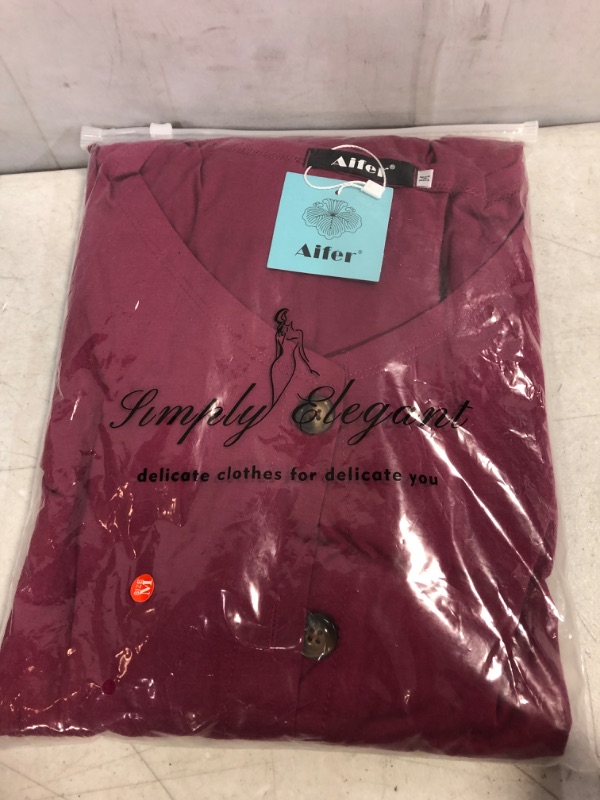 Aifer®
M
Aifer®
Simply Elegant
delicate clothes for delicate you